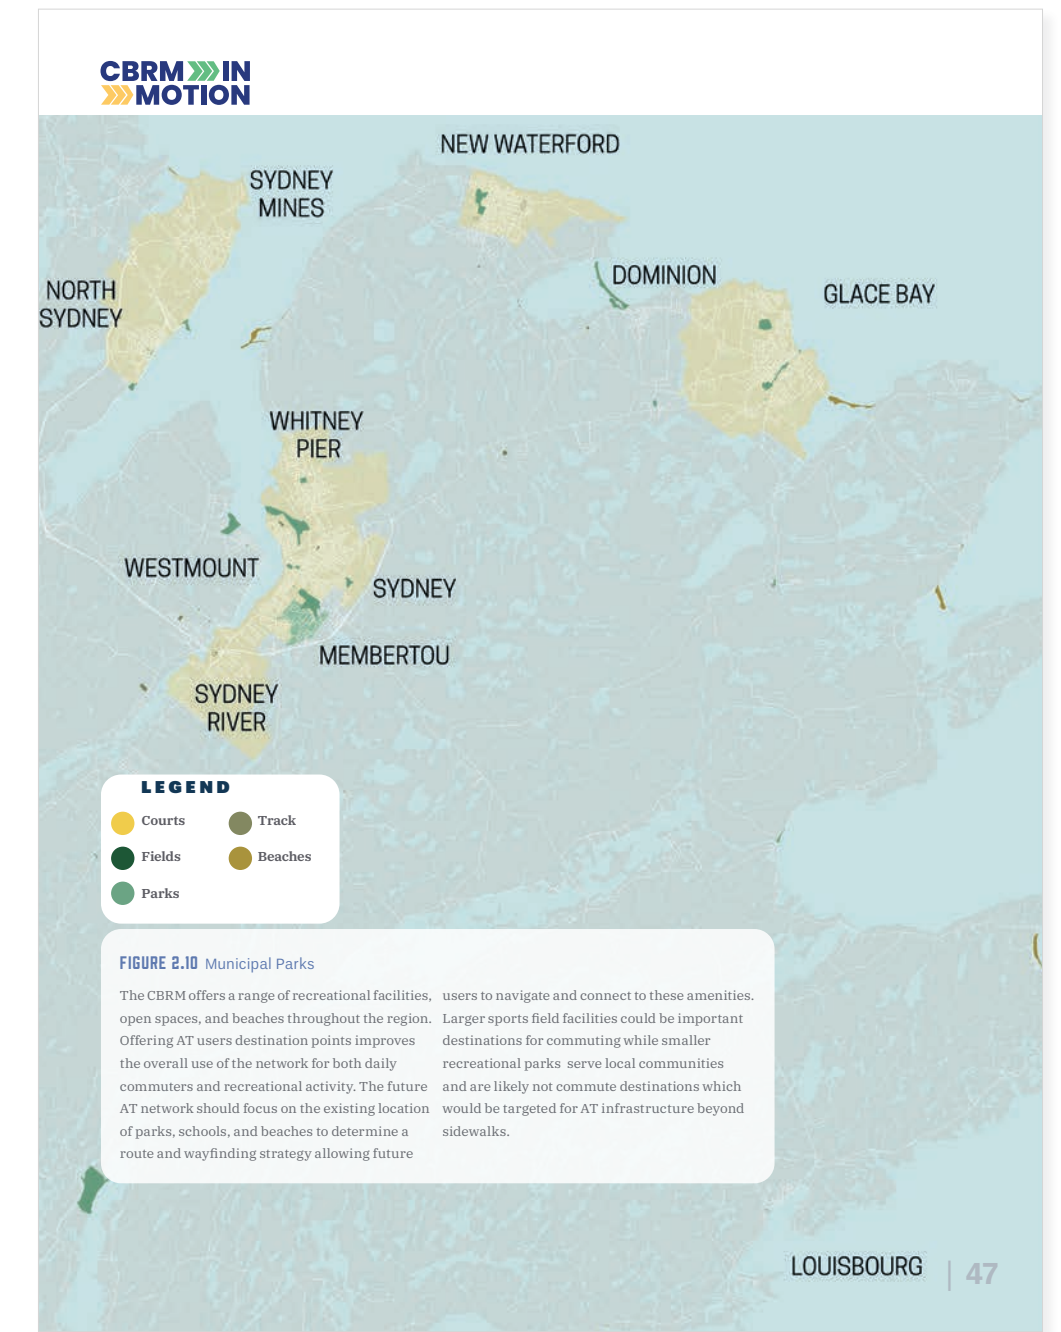 CBRM IN
MOTION
NEW WATERFORD
SYDNEY
MINES
DOMINION
NORTH
SYDNEY
GLACE BAY
WHITNEY
PIER
WESTMOUNT
SYDNEY
MEMBERTOU
SYDNEY
RIVER
LEGEND
Courts
Track
Fields
Beaches
Parks
FIGURE 2.10 Municipal Parks
The CBRM offers a range of recreational facilities,
open spaces, and beaches throughout the region.
Offering AT users destination points improves
the overall use of the network for both daily
commuters and recreational activity. The future
AT network should focus on the existing location
of parks, schools, and beaches to determine a
route and wayfinding strategy allowing future
users to navigate and connect to these amenities.
Larger sports field facilities could be important
destinations for commuting while smaller
recreational parks serve local communities
and are likely not commute destinations which
would be targeted for AT infrastructure beyond
sidewalks.
LOUISBOURG
| 47